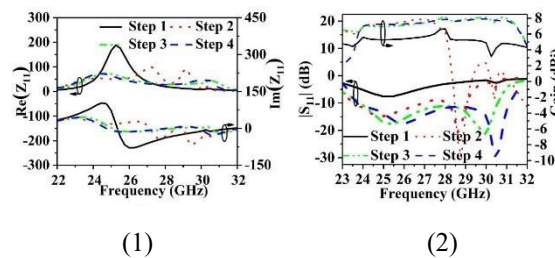 300
200
100
0
-100
-200
-300
Re(Z11)
Step 1
Step 2
Step 3
Step 4
450
300
150
0
-150
Im(Z11)
22 24 26 28 30 32
Frequency (GHz)
(1)
10
0
-10
-20
-30
|S11| (dB)
Step 1
Step 2
Step 3
Step 4
8
6
4
2
0
-2
-4
-6
-8
-10
(dB)
23 24 25 26 27 28 29 30 31 32
Frequency (GHz)
(2)